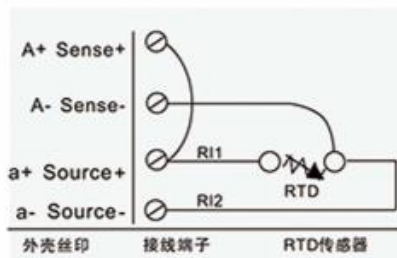 A+ Sense+
A- Sense-
a+ Source+
RI1
RTD
a- Source-
RI2
外壳丝印 接线端子 RTD传感器